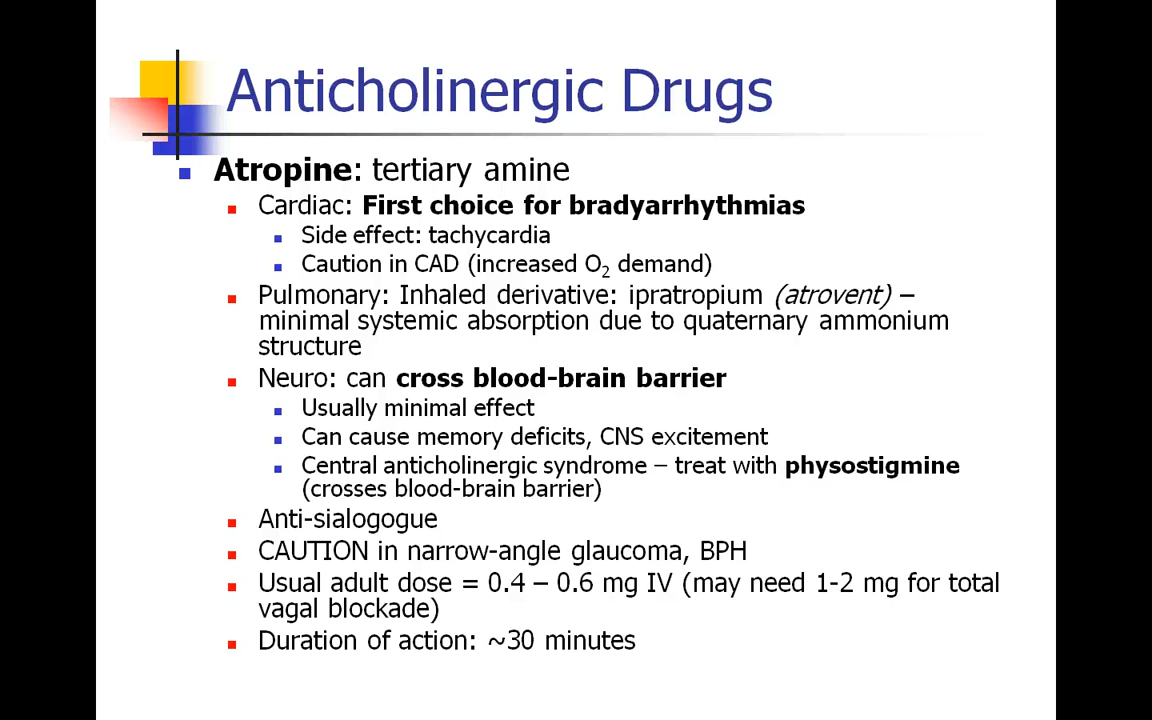 Anticholinergic Drugs
Atropine: tertiary amine
Cardiac: First choice for bradyarrhythmias
Side effect: tachycardia
Caution in CAD (increased O2 demand)
Pulmonary: Inhaled derivative: ipratropium (atrovent) –
minimal systemic absorption due to quaternary ammonium
structure
Neuro: can cross blood-brain barrier
Usually minimal effect
Can cause memory deficits, CNS excitement
Central anticholinergic syndrome – treat with physostigmine
(crosses blood-brain barrier)
Anti-sialogogue
CAUTION in narrow-angle glaucoma, BPH
Usual adult dose = 0.4 – 0.6 mg IV (may need 1-2 mg for total
vagal blockade)
Duration of action: ~30 minutes